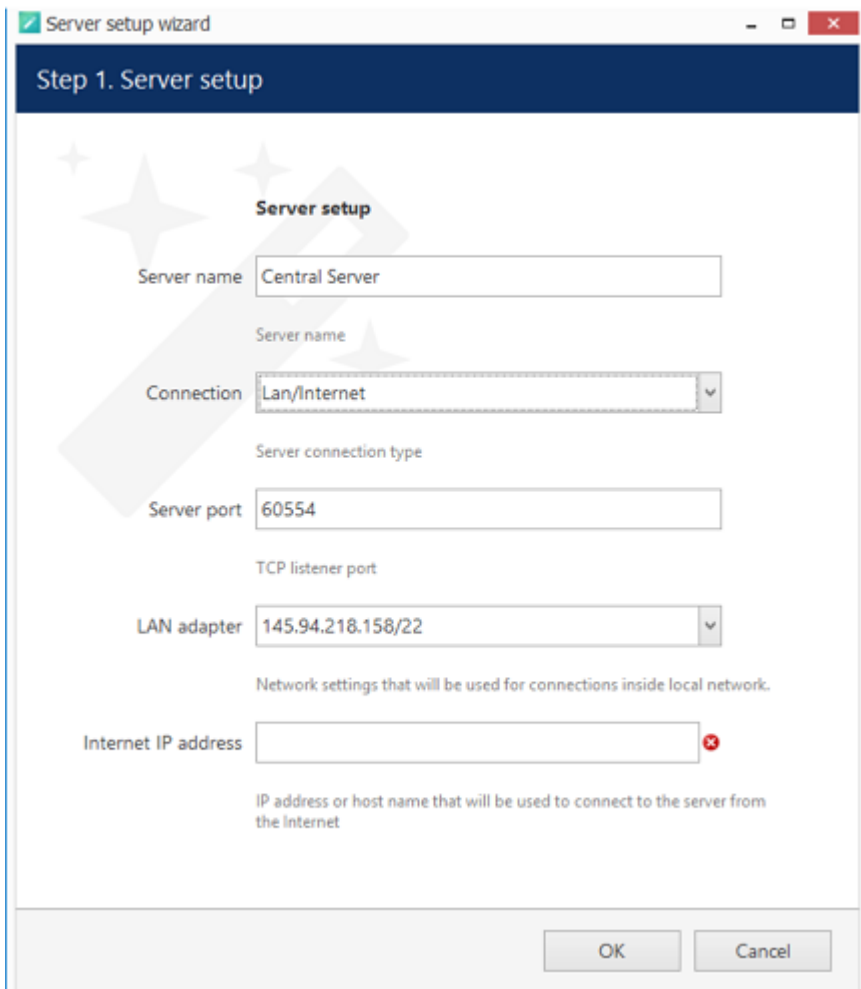 Server setup wizard
Step 1. Server setup
Server setup
Server name Central Server
Server name
Connection Lan/Internet
Server connection type
Server port 60554
TCP listener port
LAN adapter 145.94.218.158/22
Network settings that will be used for connections inside local network.
Internet IP address
IP address or host name that will be used to connect to the server from
the Internet
OK Cancel